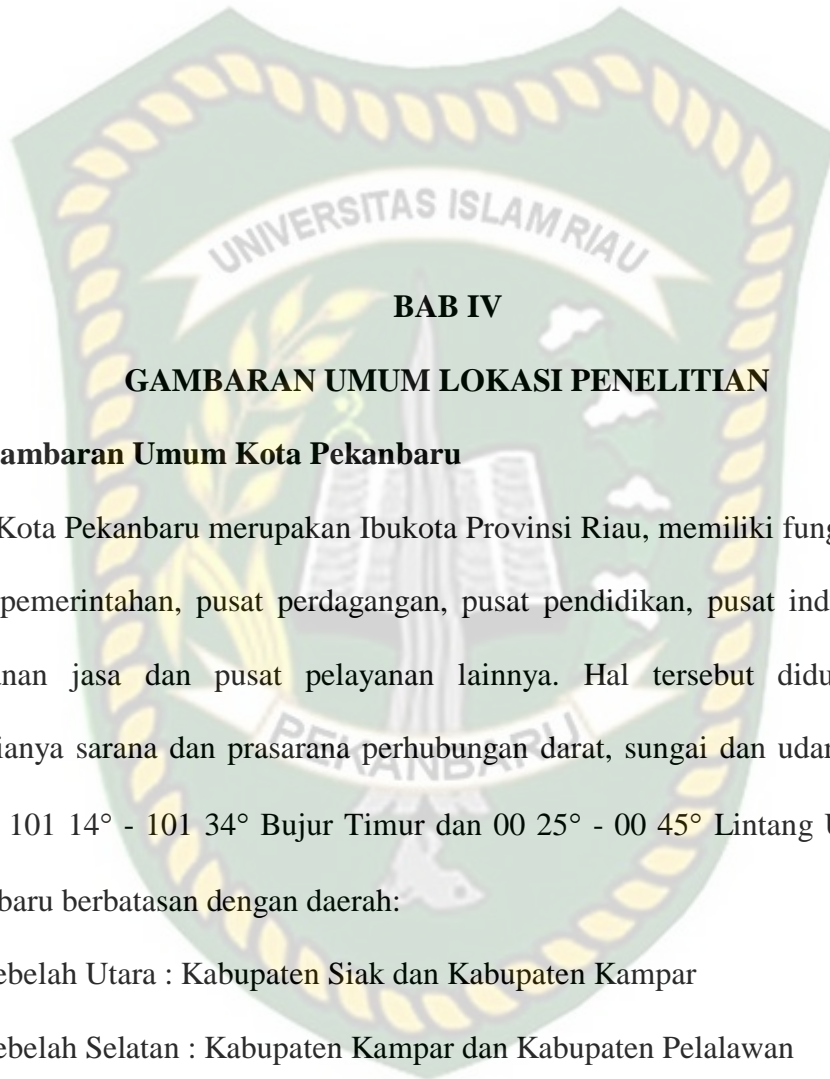 UNIVERSITAS ISLAM RIAU
BAB IV
GAMBARAN UMUM LOKASI PENELITIAN
ambaran Umum Kota Pekanbaru
Kota Pekanbaru merupakan Ibukota Provinsi Riau, memiliki fung
pemerintahan, pusat perdagangan, pusat pendidikan, pusat ind
nan jasa dan pusat pelayanan lainnya. Hal tersebut didu
ianya sarana dan prasarana perhubungan darat, sungai dan udar
PEKANBARU
101 14° - 101 34° Bujur Timur dan 00 25° - 00 45° Lintang U
baru berbatasan dengan daerah:
ebelah Utara : Kabupaten Siak dan Kabupaten Kampar
ebelah Selatan : Kabupaten Kampar dan Kabupaten Pelalawan